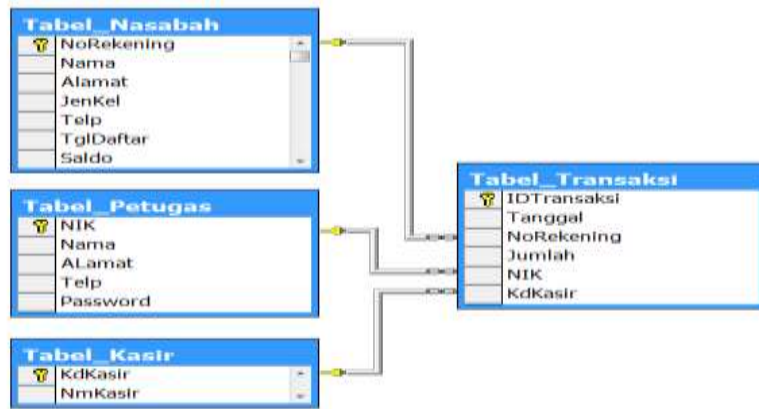 Tabel_Nasabah
NoRekening
Nama
Alamat
JenKel
Telp
TglDaftar
Saldo
Tabel_Petugas
NIK
Nama
ALamat
Telp
Password
Tabel_Kasir
KdKasir
NmKasir
Tabel_Transaksi
IDTransaksi
Tanggal
NoRekening
Jumlah
NIK
KdKasir